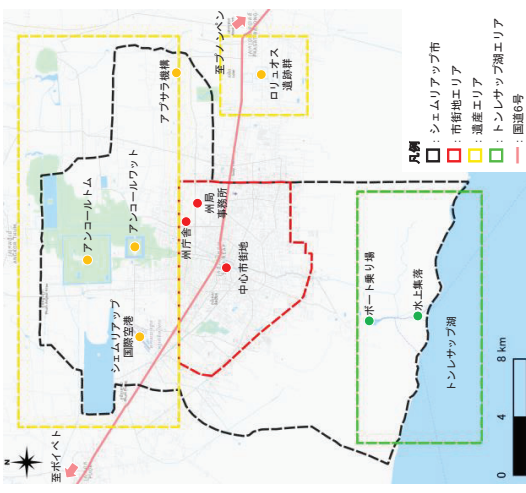 N
至ポイペト
至プノンペン
アンコールトム
アンコールワット
アプサラ機構
ロリュオス
遺跡群
シェムリアップ
国際空港
州庁舎
州局
事務所
中心市街地
ボート乗り場
水上集落
トンレサップ湖
0 4 8 km
凡例
：シェムリアップ市
：市街地エリア
：遺産エリア
：トンレサップ湖エリア
：国道6号